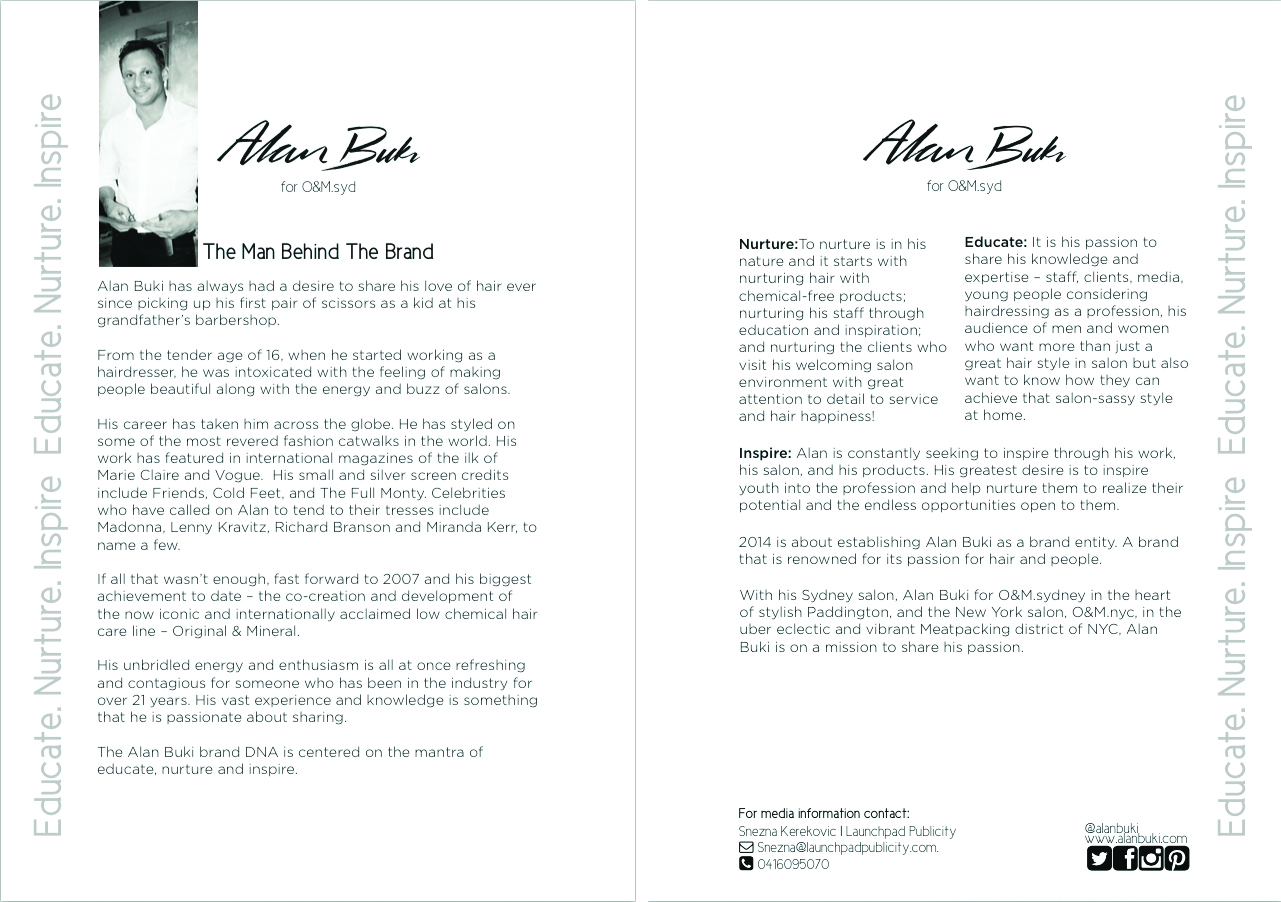 Educate. Nurture. Inspire Educate. Nurture. Inspire
Alan Buki
for O&M.syd
The Man Behind The Brand
Alan Buki has always had a desire to share his love of hair ever
since picking up his first pair of scissors as a kid at his
grandfather's barbershop.
From the tender age of 16, when he started working as a
hairdresser, he was intoxicated with the feeling of making
people beautiful along with the energy and buzz of salons.
His career has taken him across the globe. He has styled on
some of the most revered fashion catwalks in the world. His
work has featured in international magazines of the ilk of
Marie Claire and Vogue.  His small and silver screen credits
include Friends, Cold Feet, and The Full Monty. Celebrities
who have called on Alan to tend to their tresses include
Madonna, Lenny Kravitz, Richard Branson and Miranda Kerr, to
name a few.
If all that wasn't enough, fast forward to 2007 and his biggest
achievement to date – the co-creation and development of
the now iconic and internationally acclaimed low chemical hair
care line – Original & Mineral.
His unbridled energy and enthusiasm is all at once refreshing
and contagious for someone who has been in the industry for
over 21 years. His vast experience and knowledge is something
that he is passionate about sharing.
The Alan Buki brand DNA is centered on the mantra of
educate, nurture and inspire.
Alan Buki
for O&M.syd
Nurture:To nurture is in his
nature and it starts with
nurturing hair with
chemical-free products;
nurturing his staff through
education and inspiration;
and nurturing the clients who
visit his welcoming salon
environment with great
attention to detail to service
and hair happiness!
Educate: It is his passion to
share his knowledge and
expertise – staff, clients, media,
young people considering
hairdressing as a profession, his
audience of men and women
who want more than just a
great hair style in salon but also
want to know how they can
achieve that salon-sassy style
at home.
Inspire: Alan is constantly seeking to inspire through his work,
his salon, and his products. His greatest desire is to inspire
youth into the profession and help nurture them to realize their
potential and the endless opportunities open to them.
2014 is about establishing Alan Buki as a brand entity. A brand
that is renowned for its passion for hair and people.
With his Sydney salon, Alan Buki for O&M.sydney in the heart
of stylish Paddington, and the New York salon, O&M.nyc, in the
uber eclectic and vibrant Meatpacking district of NYC, Alan
Buki is on a mission to share his passion.
For media information contact:
Snezna Kerekovic | Launchpad Publicity
Snezna@launchpadpublicity.com.
0416095070
@alanbuki
www.alanbuki.com
Educate. Nurture. Inspire Educate. Nurture. Inspire